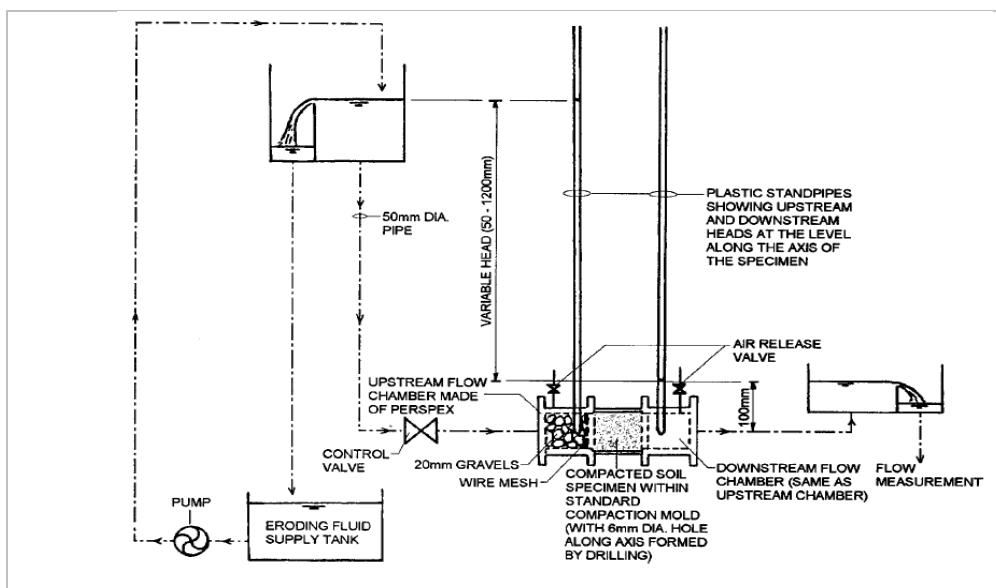 50mm DIA.
PIPE
VARIABLE HEAD (50 - 1200mm)
PLASTIC STANDPIPES
SHOWING UPSTREAM
AND DOWNSTREAM
HEADS AT THE LEVEL
ALONG THE AXIS OF
THE SPECIMEN
AIR RELEASE
VALVE
UPSTREAM FLOW
CHAMBER MADE
OF PERSPEX
100mm
CONTROL
VALVE
20mm GRAVELS
WIRE MESH
COMPACTED SOIL
SPECIMEN WITHIN
STANDARD
COMPACTION MOLD
(WITH 6mm DIA. HOLE
ALONG AXIS FORMED
BY DRILLING)
DOWNSTREAM FLOW
CHAMBER (SAME AS
UPSTREAM CHAMBER)
FLOW
MEASUREMENT
PUMP
ERODING FLUID
SUPPLY TANK